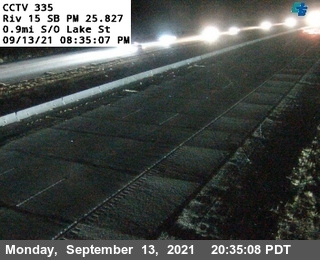 CCTV 335
Riv 15 SB PM 25.827
0.9mi S/O Lake St
09/13/21 08:35:07 PM
Monday, September 13, 2021 20:35:08 PDT